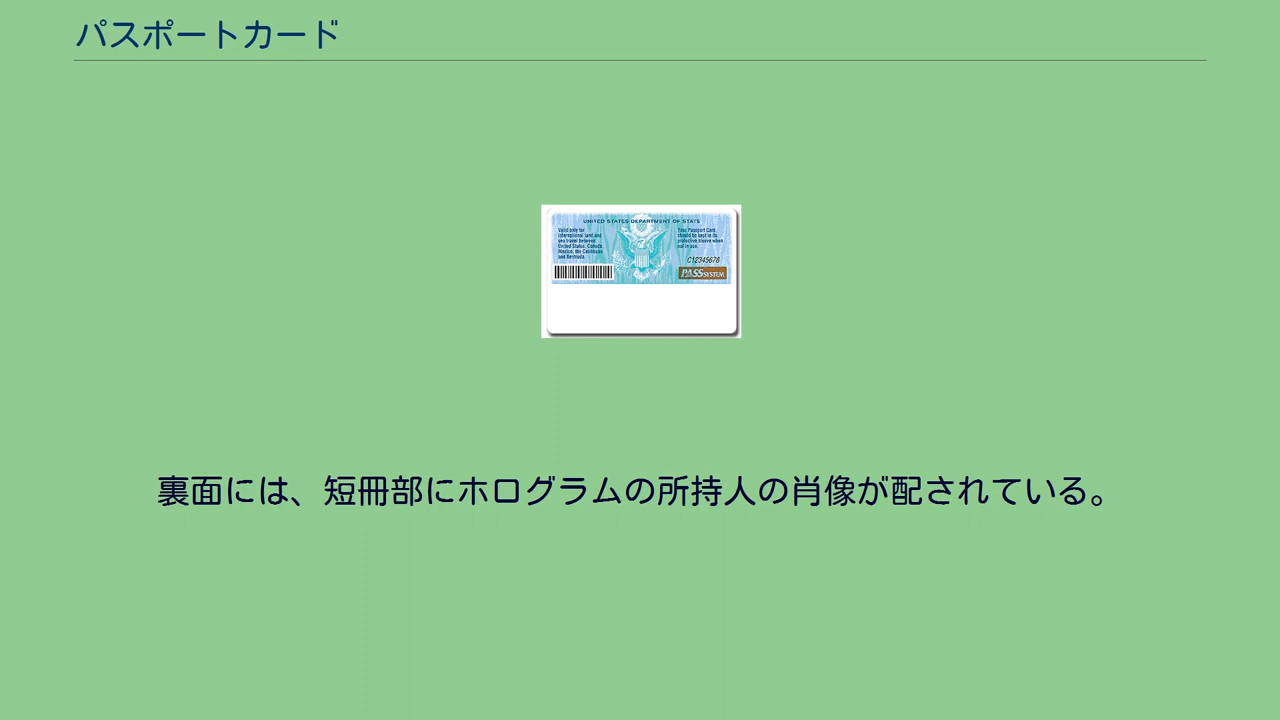 パスポートカード
UNITED STATES DEPARTMENT OF STATE
Valid only for
international land and
sea travel between
United States, Canada,
Mexico, the Caribbean
and Bermuda.
Your Passport Card
should be kept in its
protective sleeve when
not in use.
C12345678
PASS SYSTEM
裏面には、短冊部にホログラムの所持人の肖像が配されている。